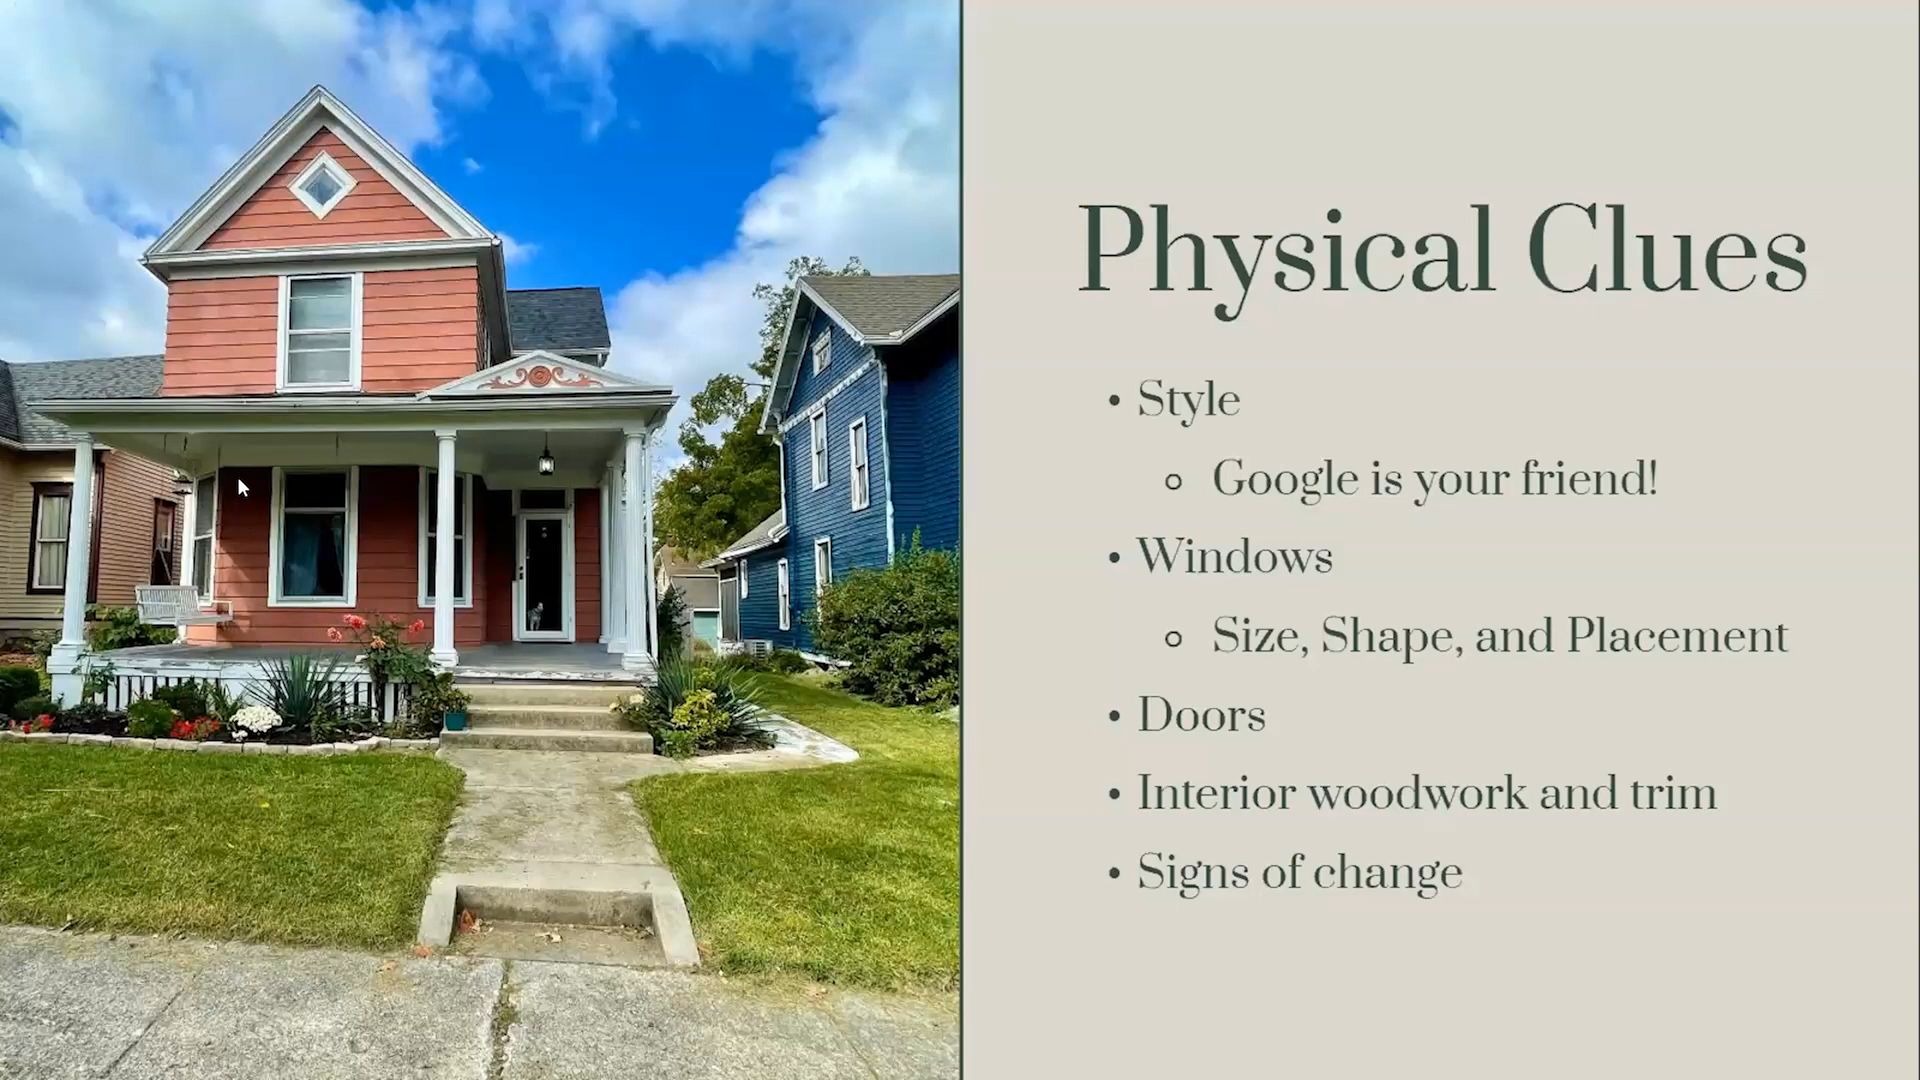 Physical Clues
• Style
○ Google is your friend!
• Windows
○ Size, Shape, and Placement
• Doors
• Interior woodwork and trim
• Signs of change